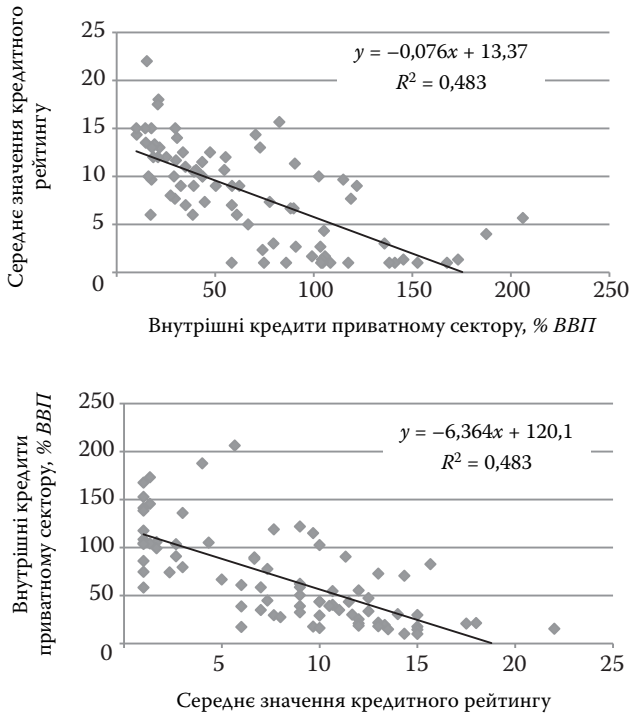 Середнє значення кредитного
рейтингу
25
20
15
10
5
0
y = −0,076x + 13,37
R² = 0,483
50 100 150 200 250
Внутрішні кредити приватному сектору, % ВВП
Внутрішні кредити
приватному сектору, % ВВП
250
200
150
100
50
0
y = −6,364x + 120,1
R² = 0,483
5 10 15 20 25
Середнє значення кредитного рейтингу